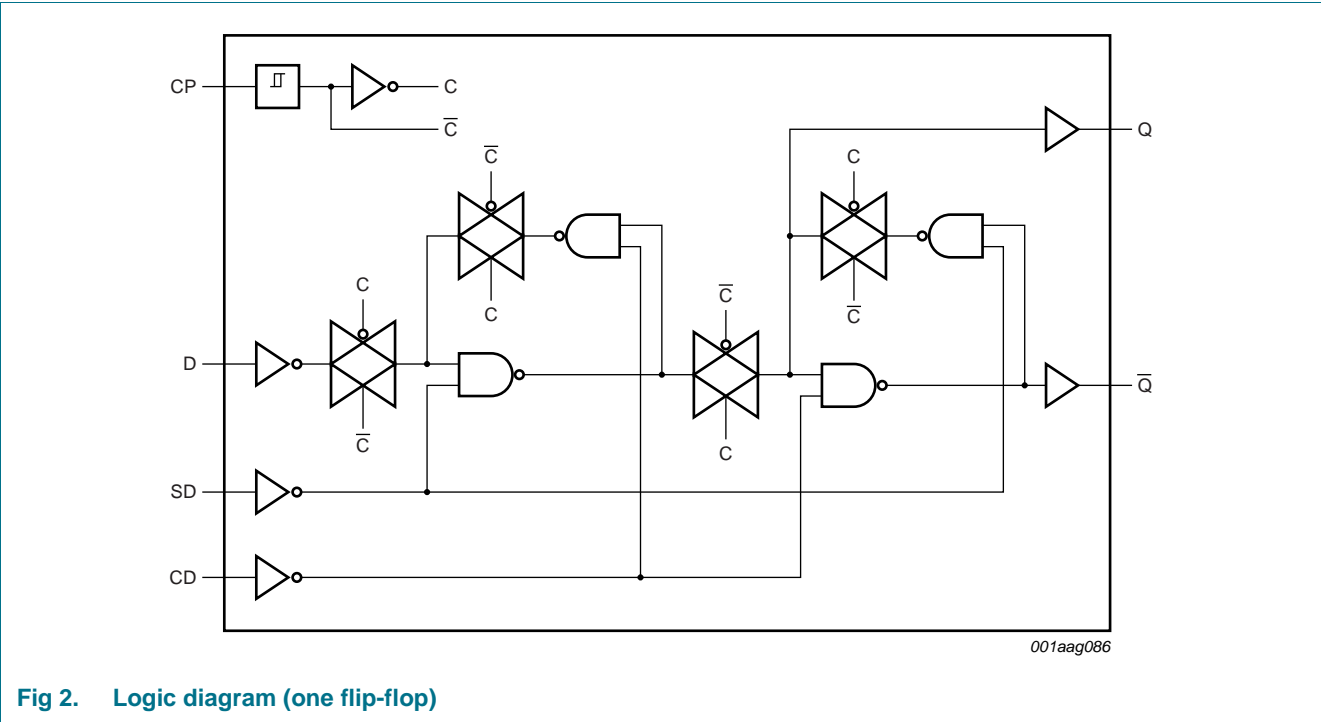 CP
C
C̅
Q
C̅
C
C
C̅
C
C̅
D
C̅
C
Q̅
SD
CD
001aag086
Fig 2. Logic diagram (one flip-flop)